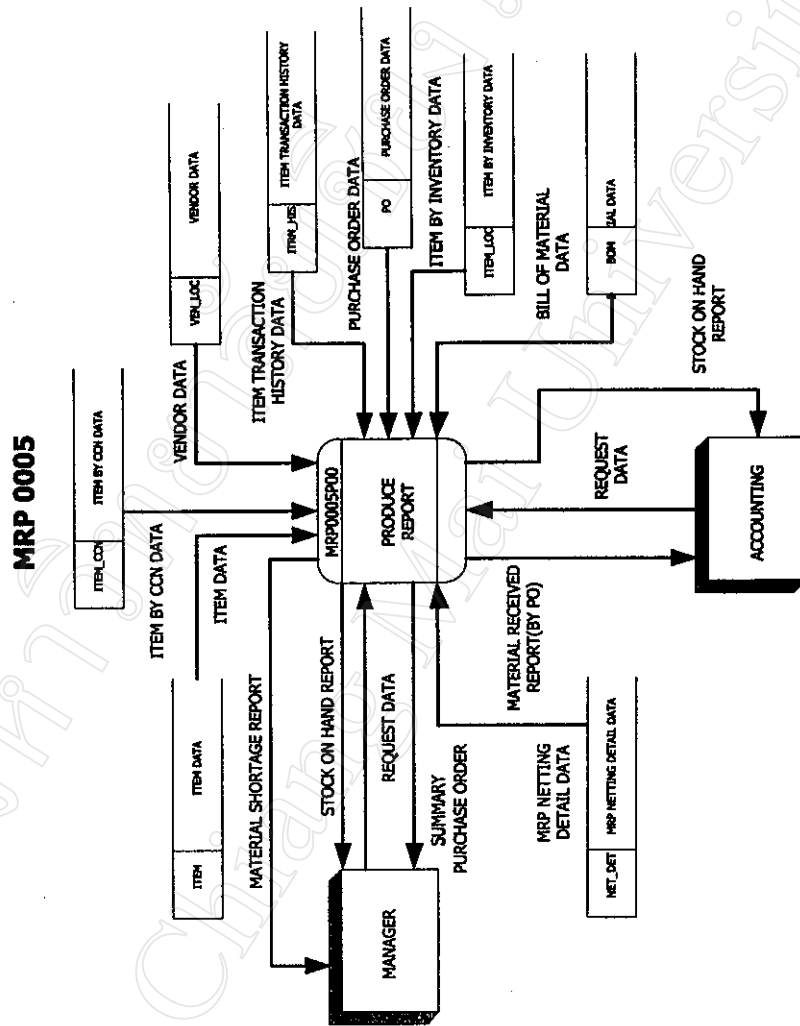 MRP 0005
ITEM_CCN
ITEM BY CCN DATA
VEN_LOC
VENDOR DATA
ITEM
ITEM DATA
ITEM BY CCN DATA
ITEM DATA
VENDOR DATA
ITRM_HIS
ITEM TRANSACTION HISTORY
DATA
ITEM TRANSACTION
HISTORY DATA
MATERIAL SHORTAGE REPORT
MRP0005P00
PRODUCE
REPORT
STOCK ON HAND REPORT
PURCHASE ORDER DATA
PO
PURCHASE ORDER DATA
MANAGER
REQUEST DATA
ITEM BY INVENTORY DATA
ITEM_LOC
ITEM BY INVENTORY DATA
SUMMARY
PURCHASE ORDER
BILL OF MATERIAL
DATA
BOM
IAL DATA
MRP NETTING
DETAIL DATA
MATERIAL RECEIVED
REPORT(BY PO)
REQUEST
DATA
STOCK ON HAND
REPORT
NET_DET
MRP NETTING DETAIL DATA
ACCOUNTING
Chiang Mai Universi